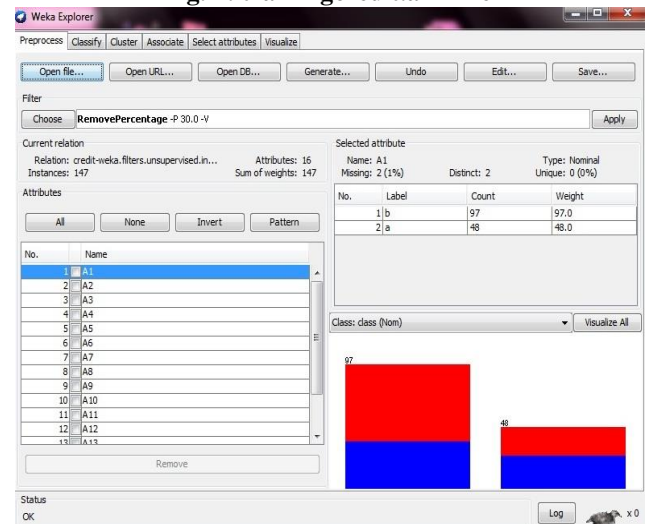 Weka Explorer
Preprocess Classify Cluster Associate Select attributes Visualize
Open file... Open URL... Open DB... Generate... Undo Edit... Save...
Filter
Choose RemovePercentage -P 30.0 -V Apply
Current relation
Relation: credit-weka.filters.unsupervised.in... Attributes: 16
Instances: 147 Sum of weights: 147
Attributes
All None Invert Pattern
No. Name
1 A1
2 A2
3 A3
4 A4
5 A5
6 A6
7 A7
8 A8
9 A9
10 A10
11 A11
12 A12
13 A13
Remove
Selected attribute
Name: A1 Type: Nominal
Missing: 2 (1%) Distinct: 2 Unique: 0 (0%)
No. Label Count Weight
1 b 97 97.0
2 a 48 48.0
Class: class (Nom) Visualize All
97
48
Status
OK
Log x 0